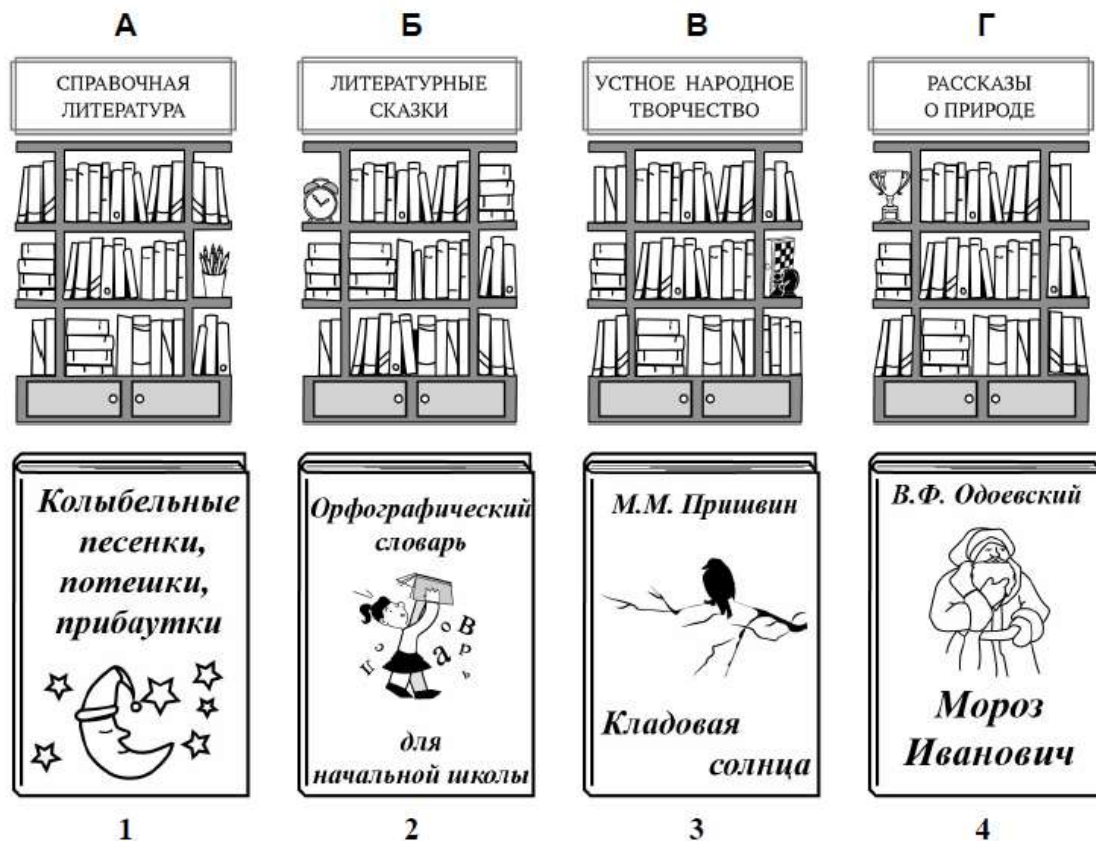 А Б В Г
СПРАВОЧНАЯ
ЛИТЕРАТУРА
ЛИТЕРАТУРНЫЕ
СКАЗКИ
УСТНОЕ НАРОДНОЕ
ТВОРЧЕСТВО
РАССКАЗЫ
О ПРИРОДЕ
Колыбельные
песенки,
потешки,
прибаутки
Орфографический
словарь
для
начальной школы
М.М. Пришвин
Кладовая
солнца
В.Ф. Одоевский
Мороз
Иванович
1 2 3 4